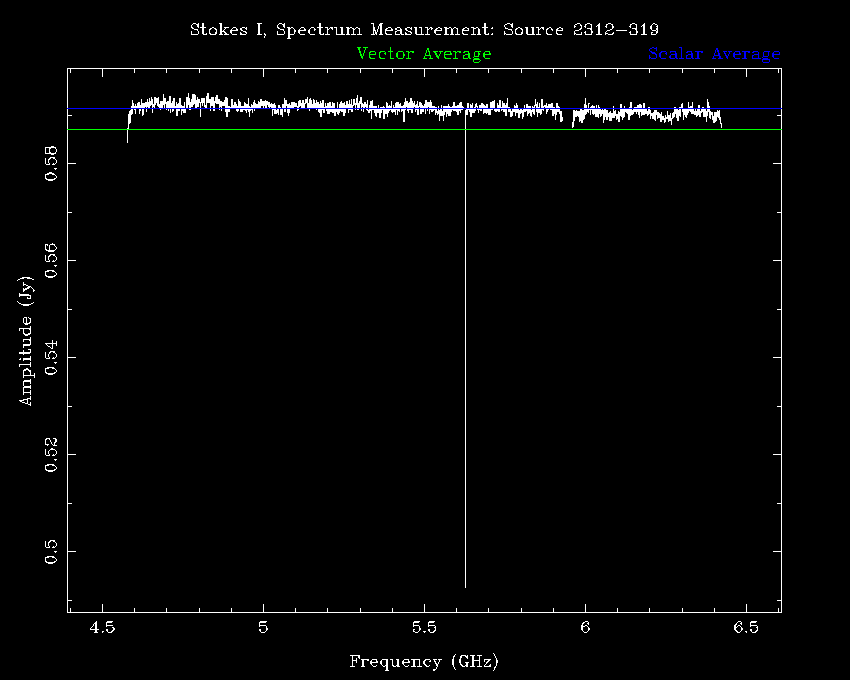 Stokes I, Spectrum Measurement: Source 2312−319
Vector Average
Scalar Average
Amplitude (Jy)
0.58
0.56
0.54
0.52
0.5
4.5
5
5.5
6
6.5
Frequency (GHz)